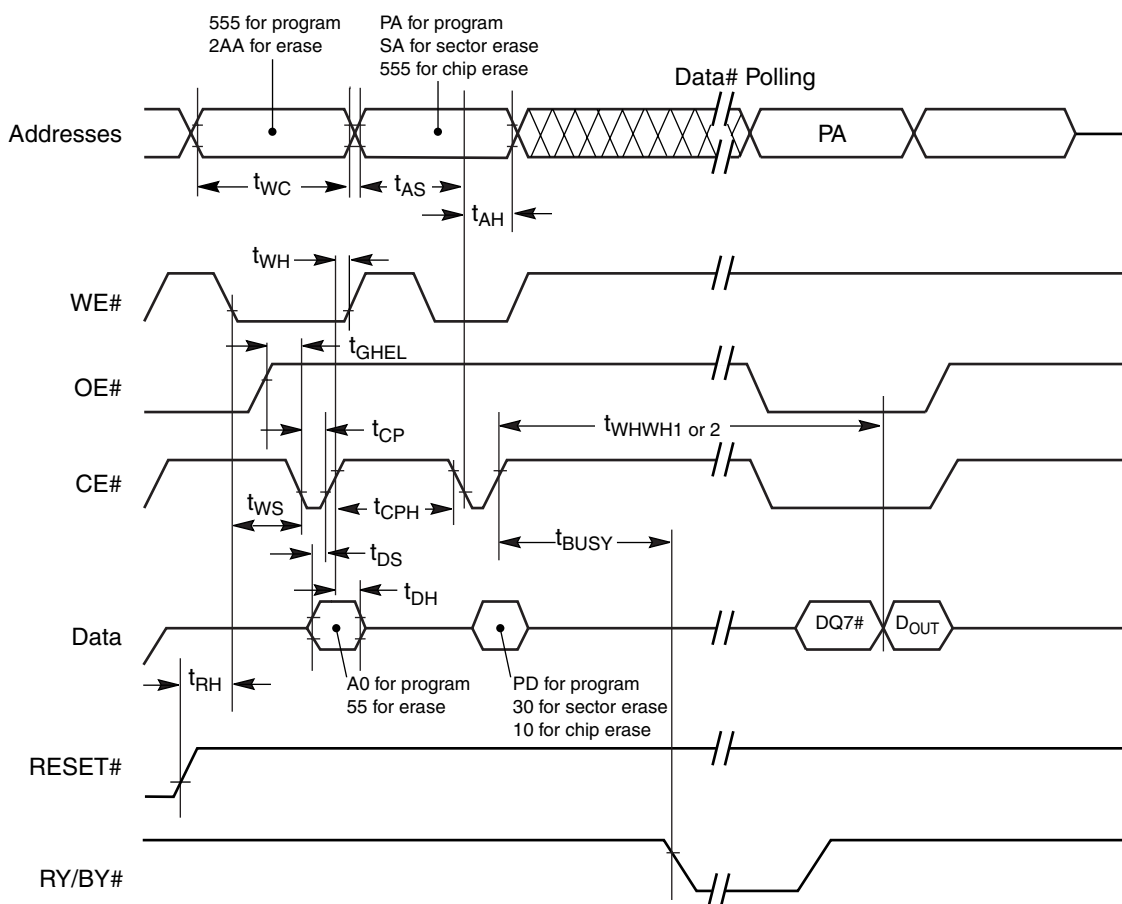 555 for program
2AA for erase
PA for program
SA for sector erase
555 for chip erase
Data# Polling
Addresses
PA
tWC
tAS
tAH
tWH
WE#
tGHEL
OE#
tWHWH1 or 2
tCP
CE#
tWS
tCPH
tBUSY
tDS
tDH
Data
DQ7#
DOUT
tRH
A0 for program
55 for erase
PD for program
30 for sector erase
10 for chip erase
RESET#
RY/BY#